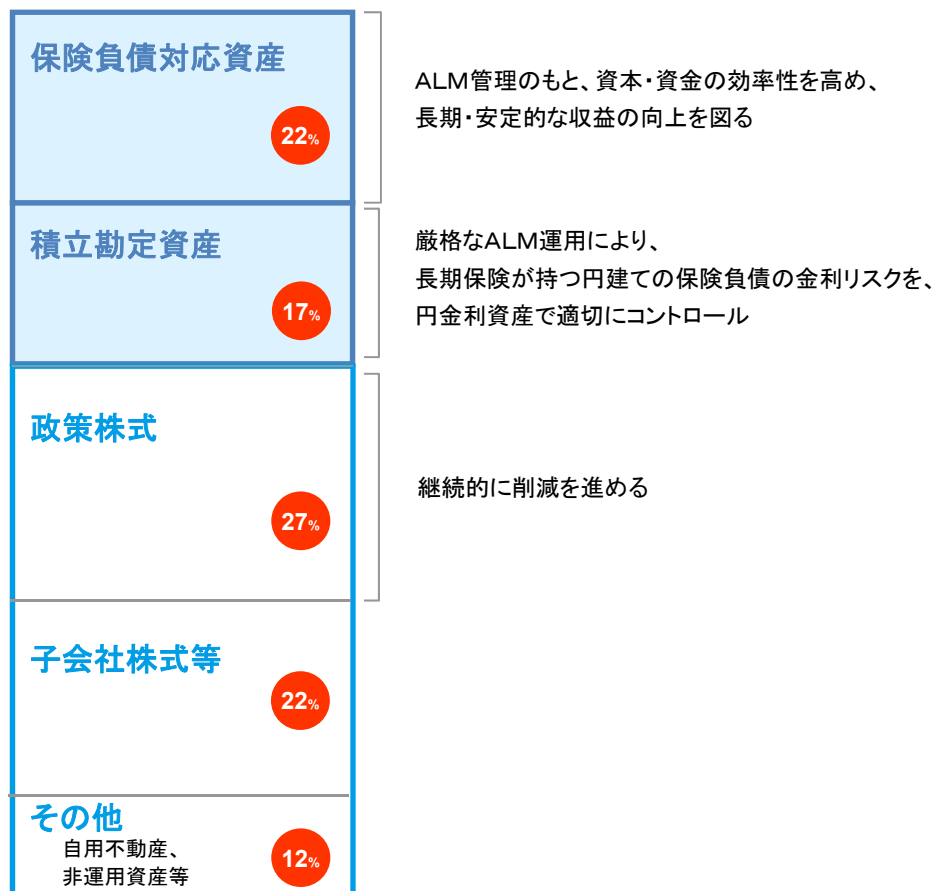 保険負債対応資産
22%
ALM管理のもと、資本・資金の効率性を高め、
長期・安定的な収益の向上を図る
積立勘定資産
17%
厳格なALM運用により、
長期保険が持つ円建ての保険負債の金利リスクを、
円金利資産で適切にコントロール
政策株式
27%
継続的に削減を進める
子会社株式等
22%
その他
自用不動産、
非運用資産等
12%